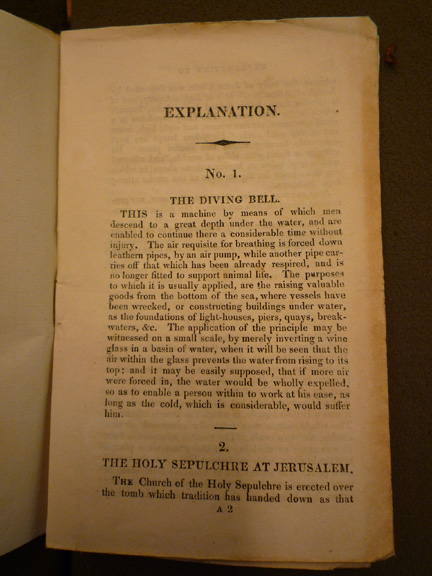 EXPLANATION.
No. 1.
THE DIVING BELL.
THIS is a machine by means of which men
descend to a great depth under the water, and are
enabled to continue there a considerable time without
injury. The air requisite for breathing is forced down
leathern pipes, by an air pump, while another pipe car-
ries off that which has been already respired, and is
no longer fitted to support animal life. The purposes
to which it is usually applied, are the raising valuable
goods from the bottom of the sea, where vessels have
been wrecked, or constructing buildings under water,
as the foundations of light-houses, piers, quays, break-
waters, &c. The application of the principle may be
witnessed on a small scale, by merely inverting a wine
glass in a basin of water, when it will be seen that the
air within the glass prevents the water from rising to its
top: and it may be easily supposed, that if more air
were forced in, the water would be wholly expelled,
so as to enable a person within to work at his ease, as
long as the cold, which is considerable, would suffer
him.
2.
THE HOLY SEPULCHRE AT JERUSALEM.
THE Church of the Holy Sepulchre is erected over
the tomb which tradition has handed down as that
A 2